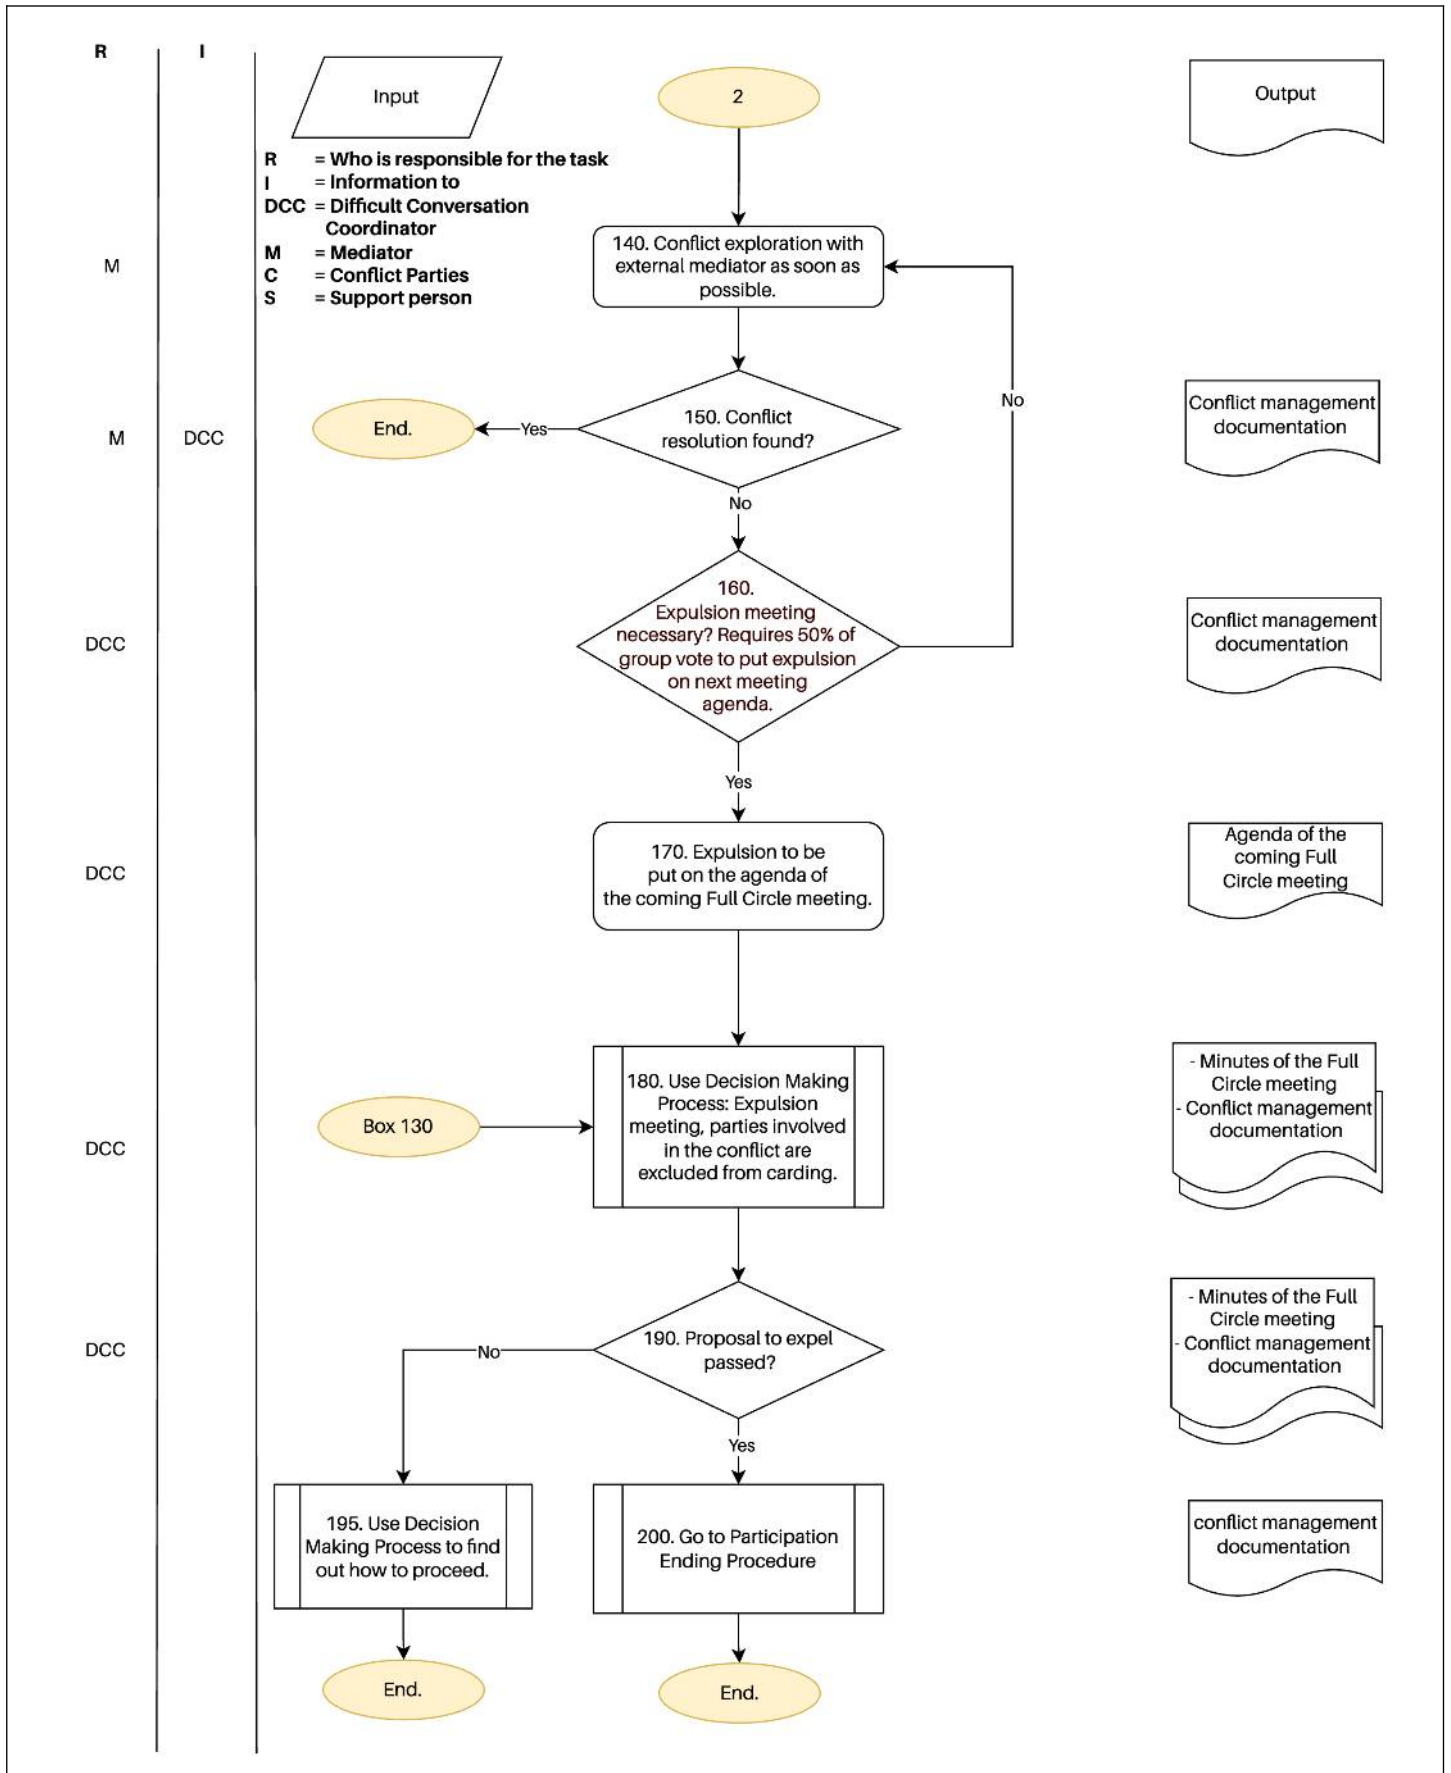 R
I
Input
2
Output
R = Who is responsible for the task
I = Information to
DCC = Difficult Conversation
Coordinator
M = Mediator
C = Conflict Parties
S = Support person
M
140. Conflict exploration with
external mediator as soon as
possible.
No
M
DCC
End.
Yes
150. Conflict
resolution found?
Conflict management
documentation
No
DCC
160.
Expulsion meeting
necessary? Requires 50% of
group vote to put expulsion
on next meeting
agenda.
Conflict management
documentation
Yes
DCC
170. Expulsion to be
put on the agenda of
the coming Full Circle meeting.
Agenda of the
coming Full
Circle meeting
DCC
Box 130
180. Use Decision Making
Process: Expulsion
meeting, parties involved
in the conflict are
excluded from carding.
- Minutes of the Full
Circle meeting
- Conflict management
documentation
DCC
No
190. Proposal to expel
passed?
- Minutes of the Full
Circle meeting
- Conflict management
documentation
Yes
195. Use Decision
Making Process to find
out how to proceed.
200. Go to Participation
Ending Procedure
conflict management
documentation
End.
End.